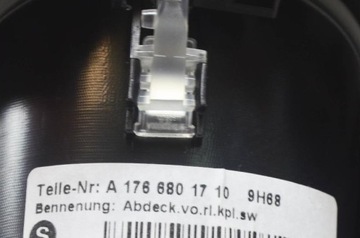 Teile-Nr: A 176 680 17 10 9H68
Bennenung: Abdeck.vo.rl.kpl.sw
S